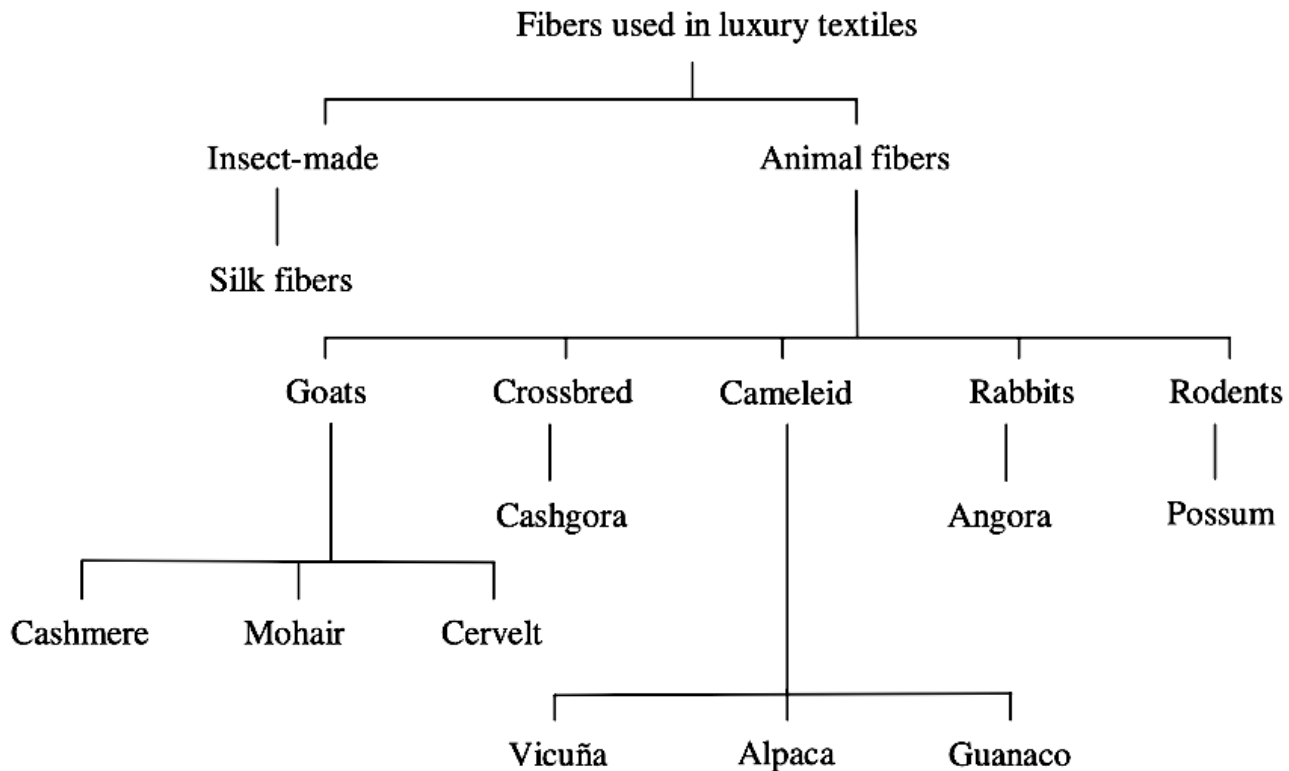 Fibers used in luxury textiles
Insect-made
Animal fibers
Silk fibers
Goats
Crossbred
Cameleid
Rabbits
Rodents
Cashgora
Angora
Possum
Cashmere
Mohair
Cervelt
Vicuña
Alpaca
Guanaco